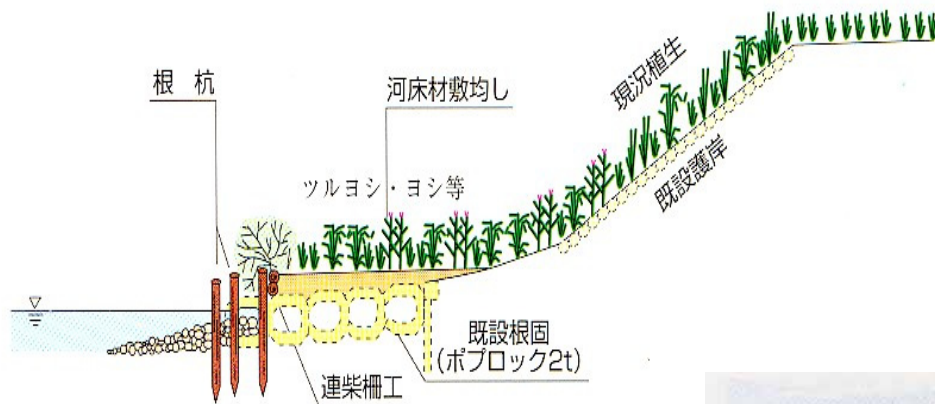 根 杭
河床材敷均し
現況植生
既設護岸
ツルヨシ・ヨシ等
既設根固
(ポプロック2t)
連柴柵工